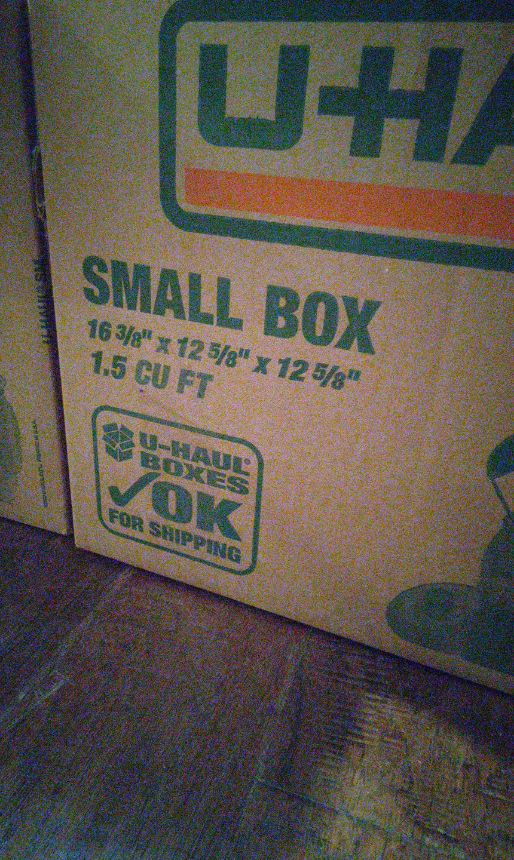 U-HA
SMALL BOX
16 3/8" x 12 5/8" x 12 5/8"
1.5 CU FT
U-HAUL®
BOXES
✓OK
FOR SHIPPING